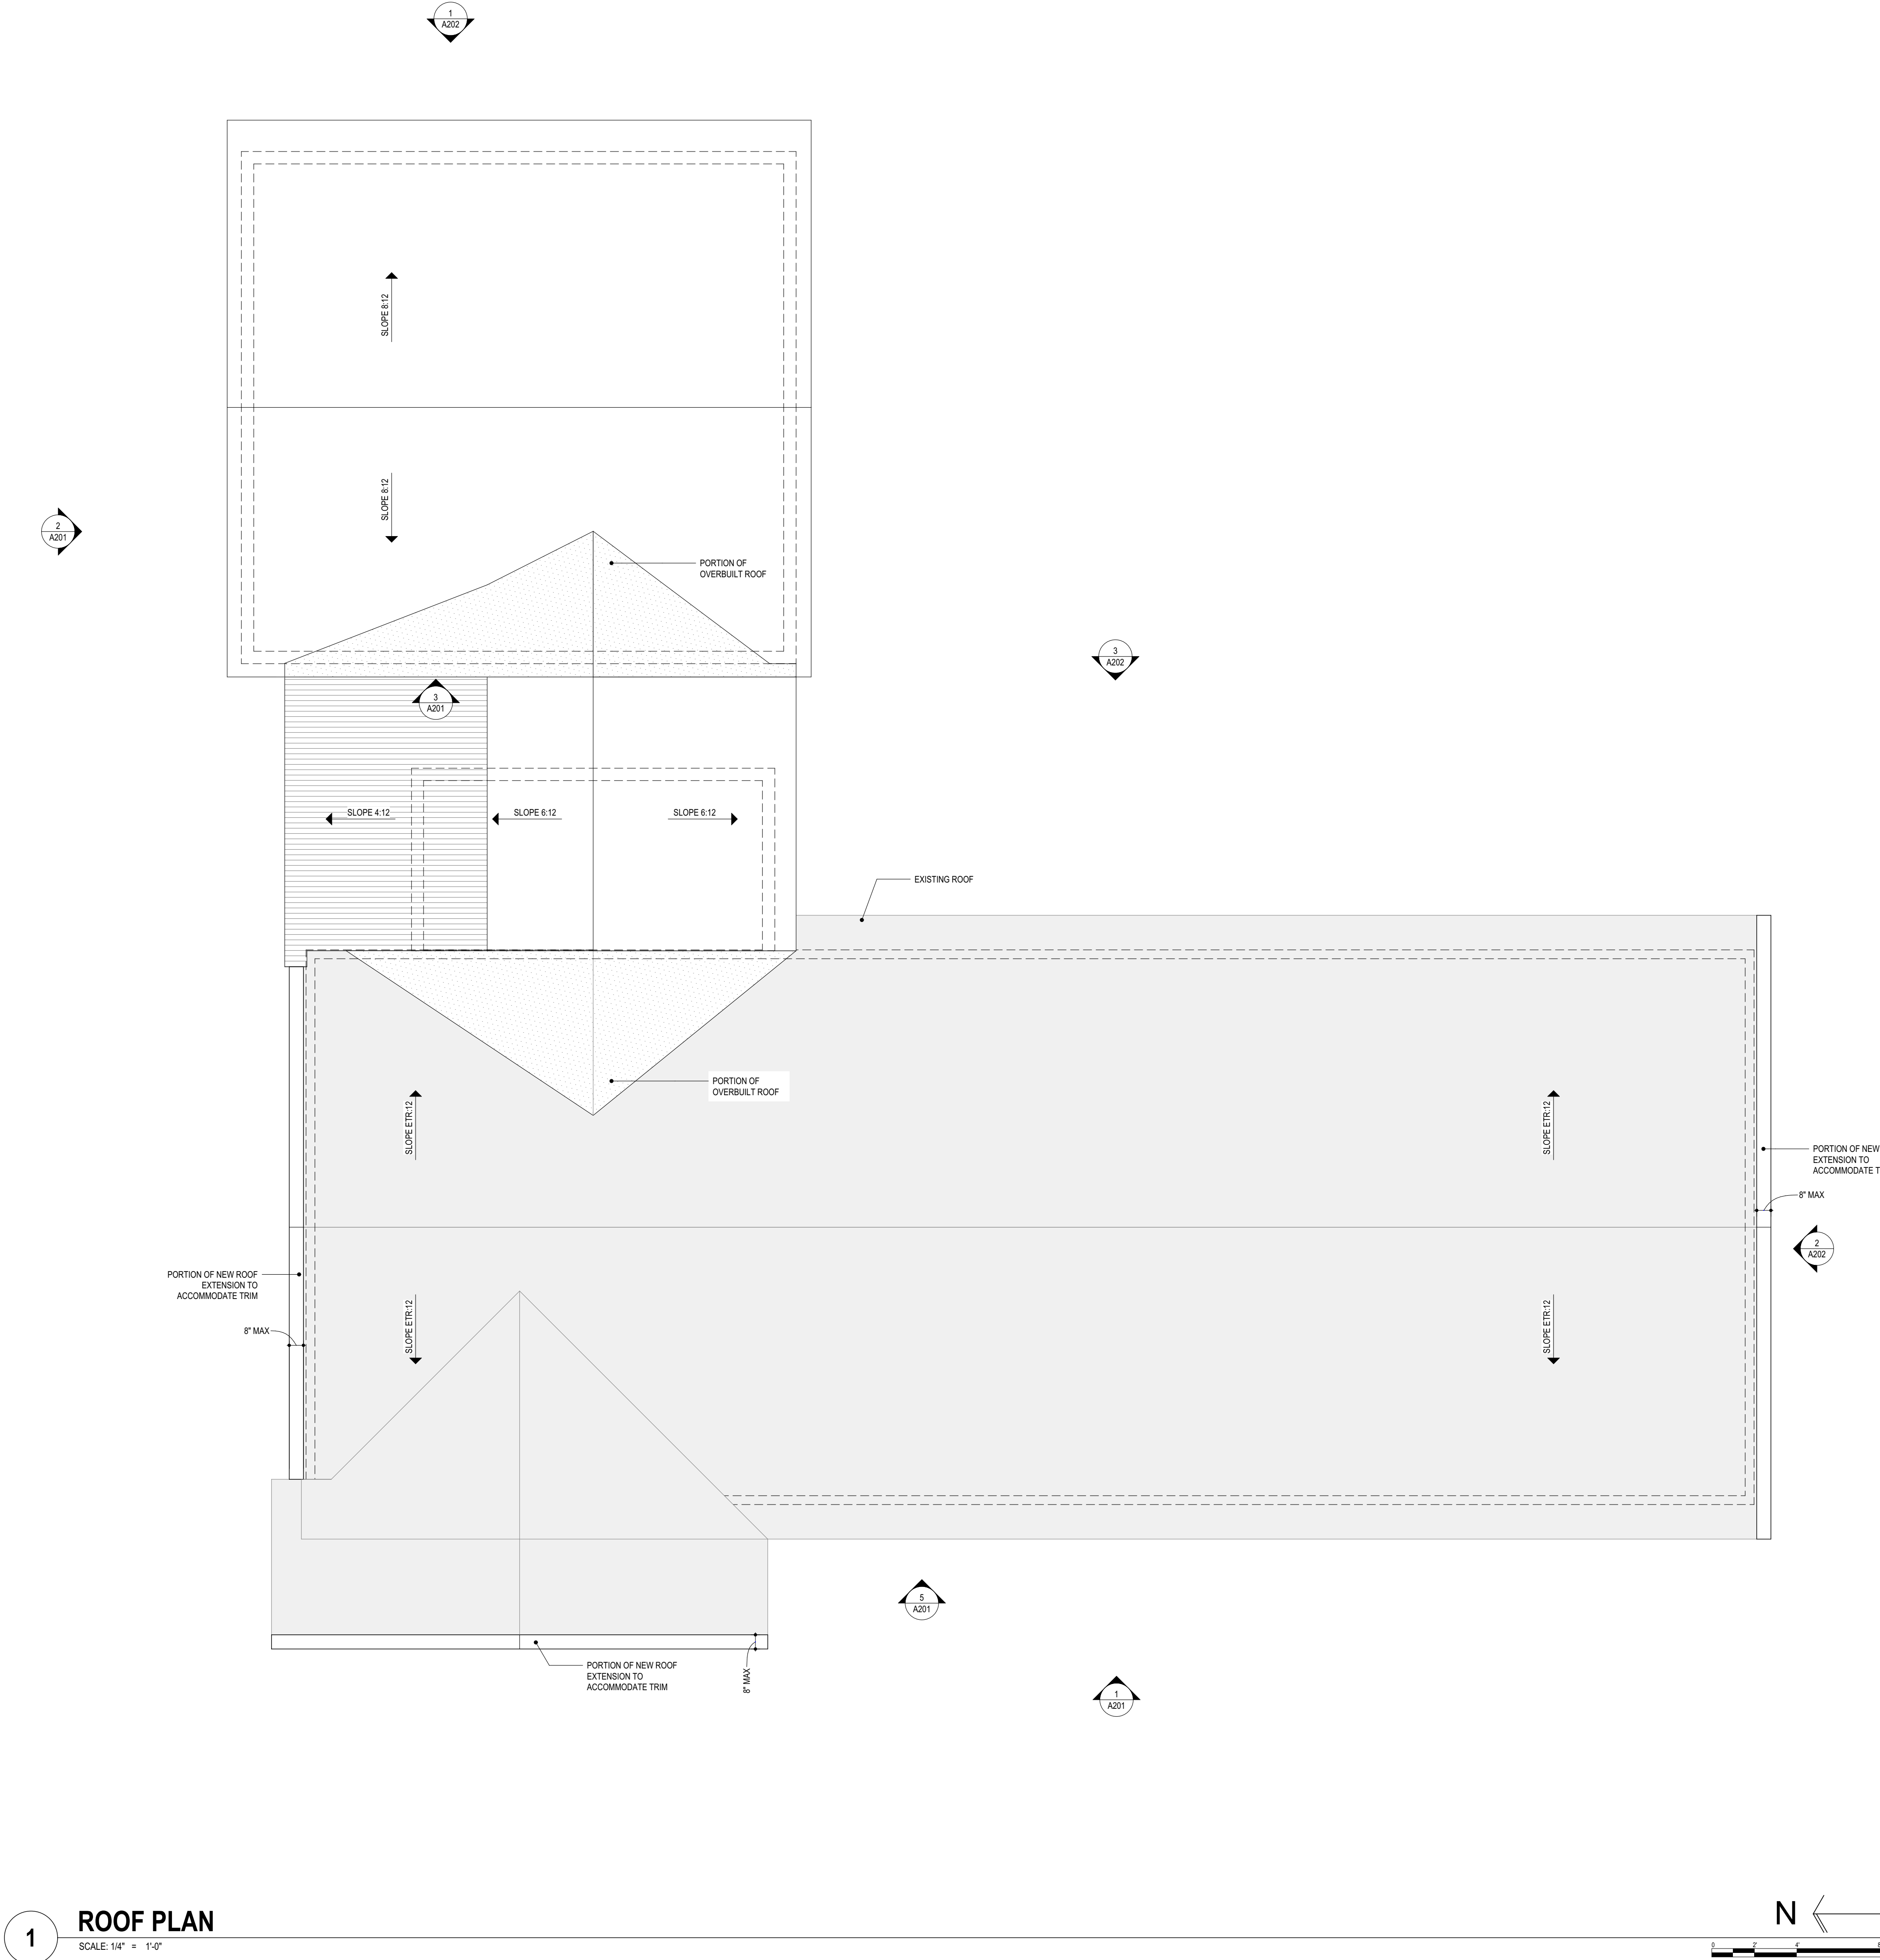 1
A202
SLOPE 8:12
SLOPE 8:12
2
A201
PORTION OF
OVERBUILT ROOF
3
A202
3
A201
SLOPE 4:12
SLOPE 6:12
SLOPE 6:12
EXISTING ROOF
PORTION OF
OVERBUILT ROOF
SLOPE ETR:12
SLOPE ETR:12
PORTION OF NEW
EXTENSION TO
ACCOMMODATE T
8" MAX
2
A202
PORTION OF NEW ROOF
EXTENSION TO
ACCOMMODATE TRIM
8" MAX
SLOPE ETR:12
SLOPE ETR:12
5
A201
PORTION OF NEW ROOF
EXTENSION TO
ACCOMMODATE TRIM
8" MAX
1
A201
1
ROOF PLAN
SCALE: 1/4" = 1'-0"
N
0 2' 4' 8